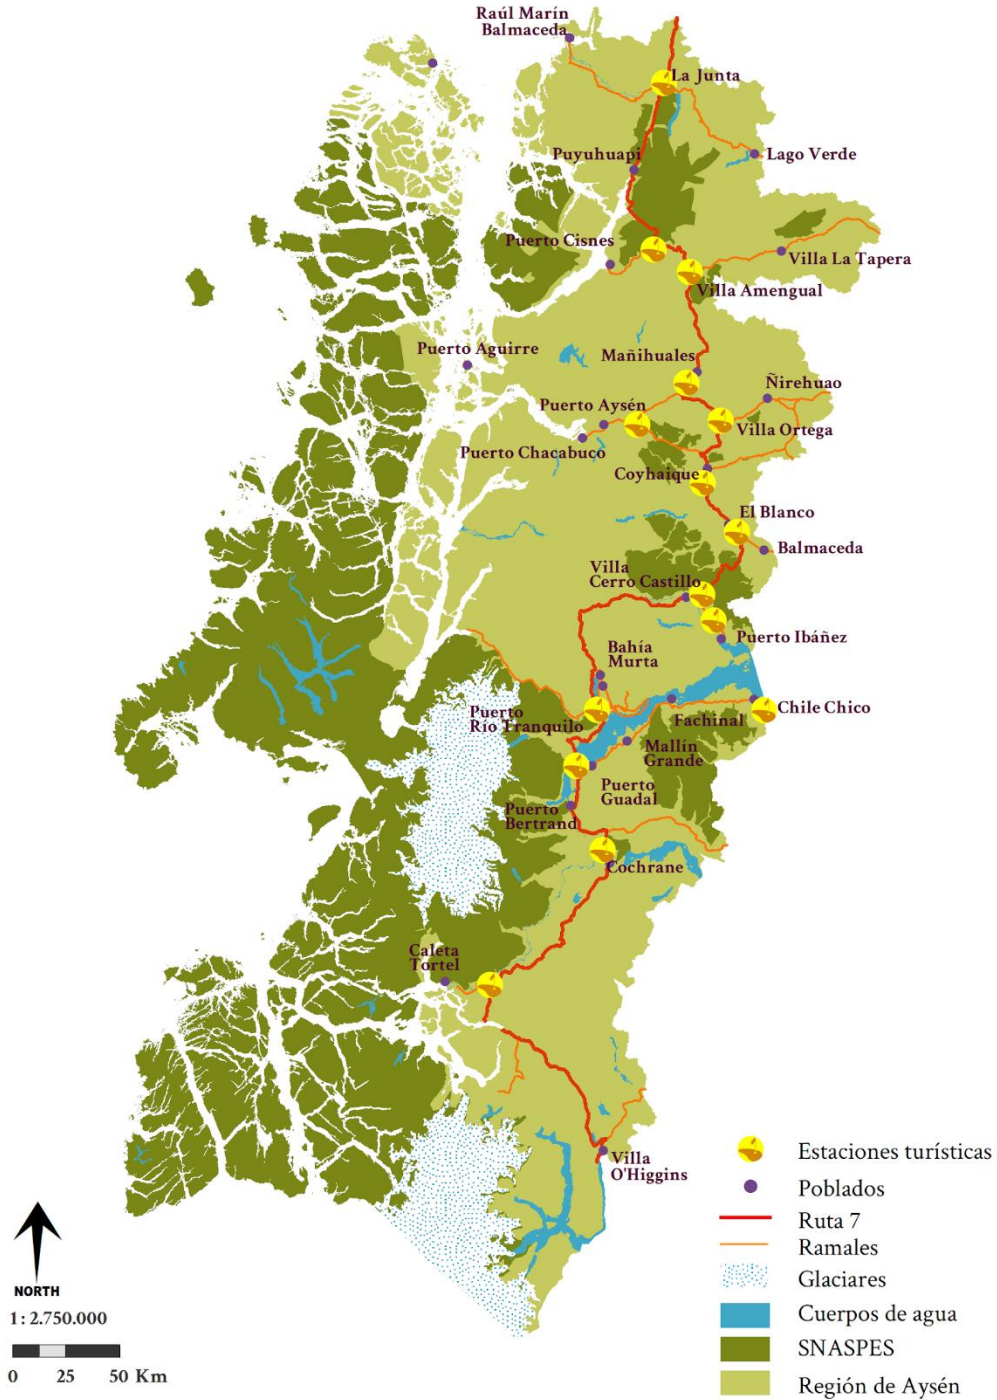 Raúl Marín
Balmaceda
La Junta
Puyuhuapi
Lago Verde
Puerto Cisnes
Villa La Tapera
Villa Amengual
Puerto Aguirre
Mañihuales
Ñirehuao
Puerto Aysén
Villa Ortega
Puerto Chacabuco
Coyhaique
El Blanco
Balmaceda
Villa
Cerro Castillo
Puerto Ibáñez
Bahía
Murta
Puerto
Río Tranquilo
Fachinal
Chile Chico
Mallín
Grande
Puerto
Guadal
Puerto
Bertrand
Cochrane
Caleta
Tortel
Villa
O'Higgins
Estaciones turísticas
Poblados
Ruta 7
Ramales
Glaciares
Cuerpos de agua
SNASPES
Región de Aysén
NORTH
1 : 2.750.000
0 25 50 Km